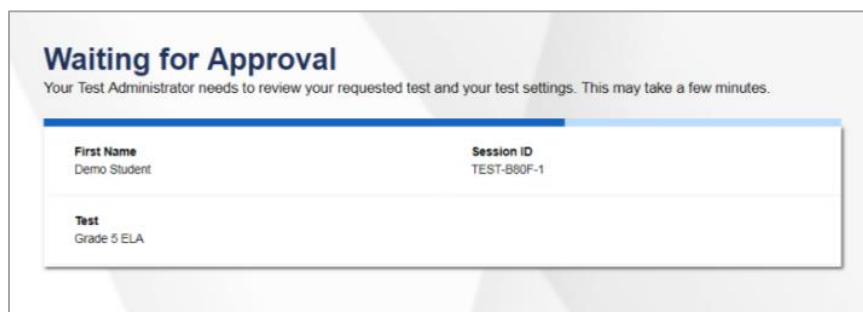 Waiting for Approval
Your Test Administrator needs to review your requested test and your test settings. This may take a few minutes.
First Name
Demo Student
Session ID
TEST-B80F-1
Test
Grade 5 ELA